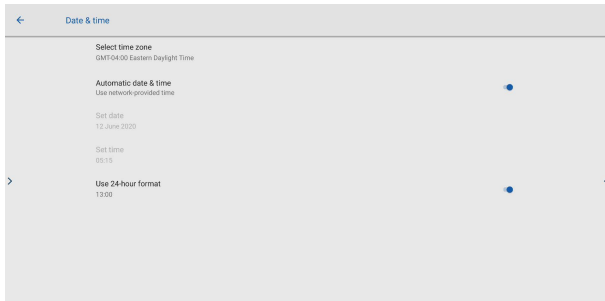 Date & time
Select time zone
GMT-04:00 Eastern Daylight Time
Automatic date & time
Use network-provided time
Set date
12 June 2020
Set time
05:15
Use 24-hour format
13:00